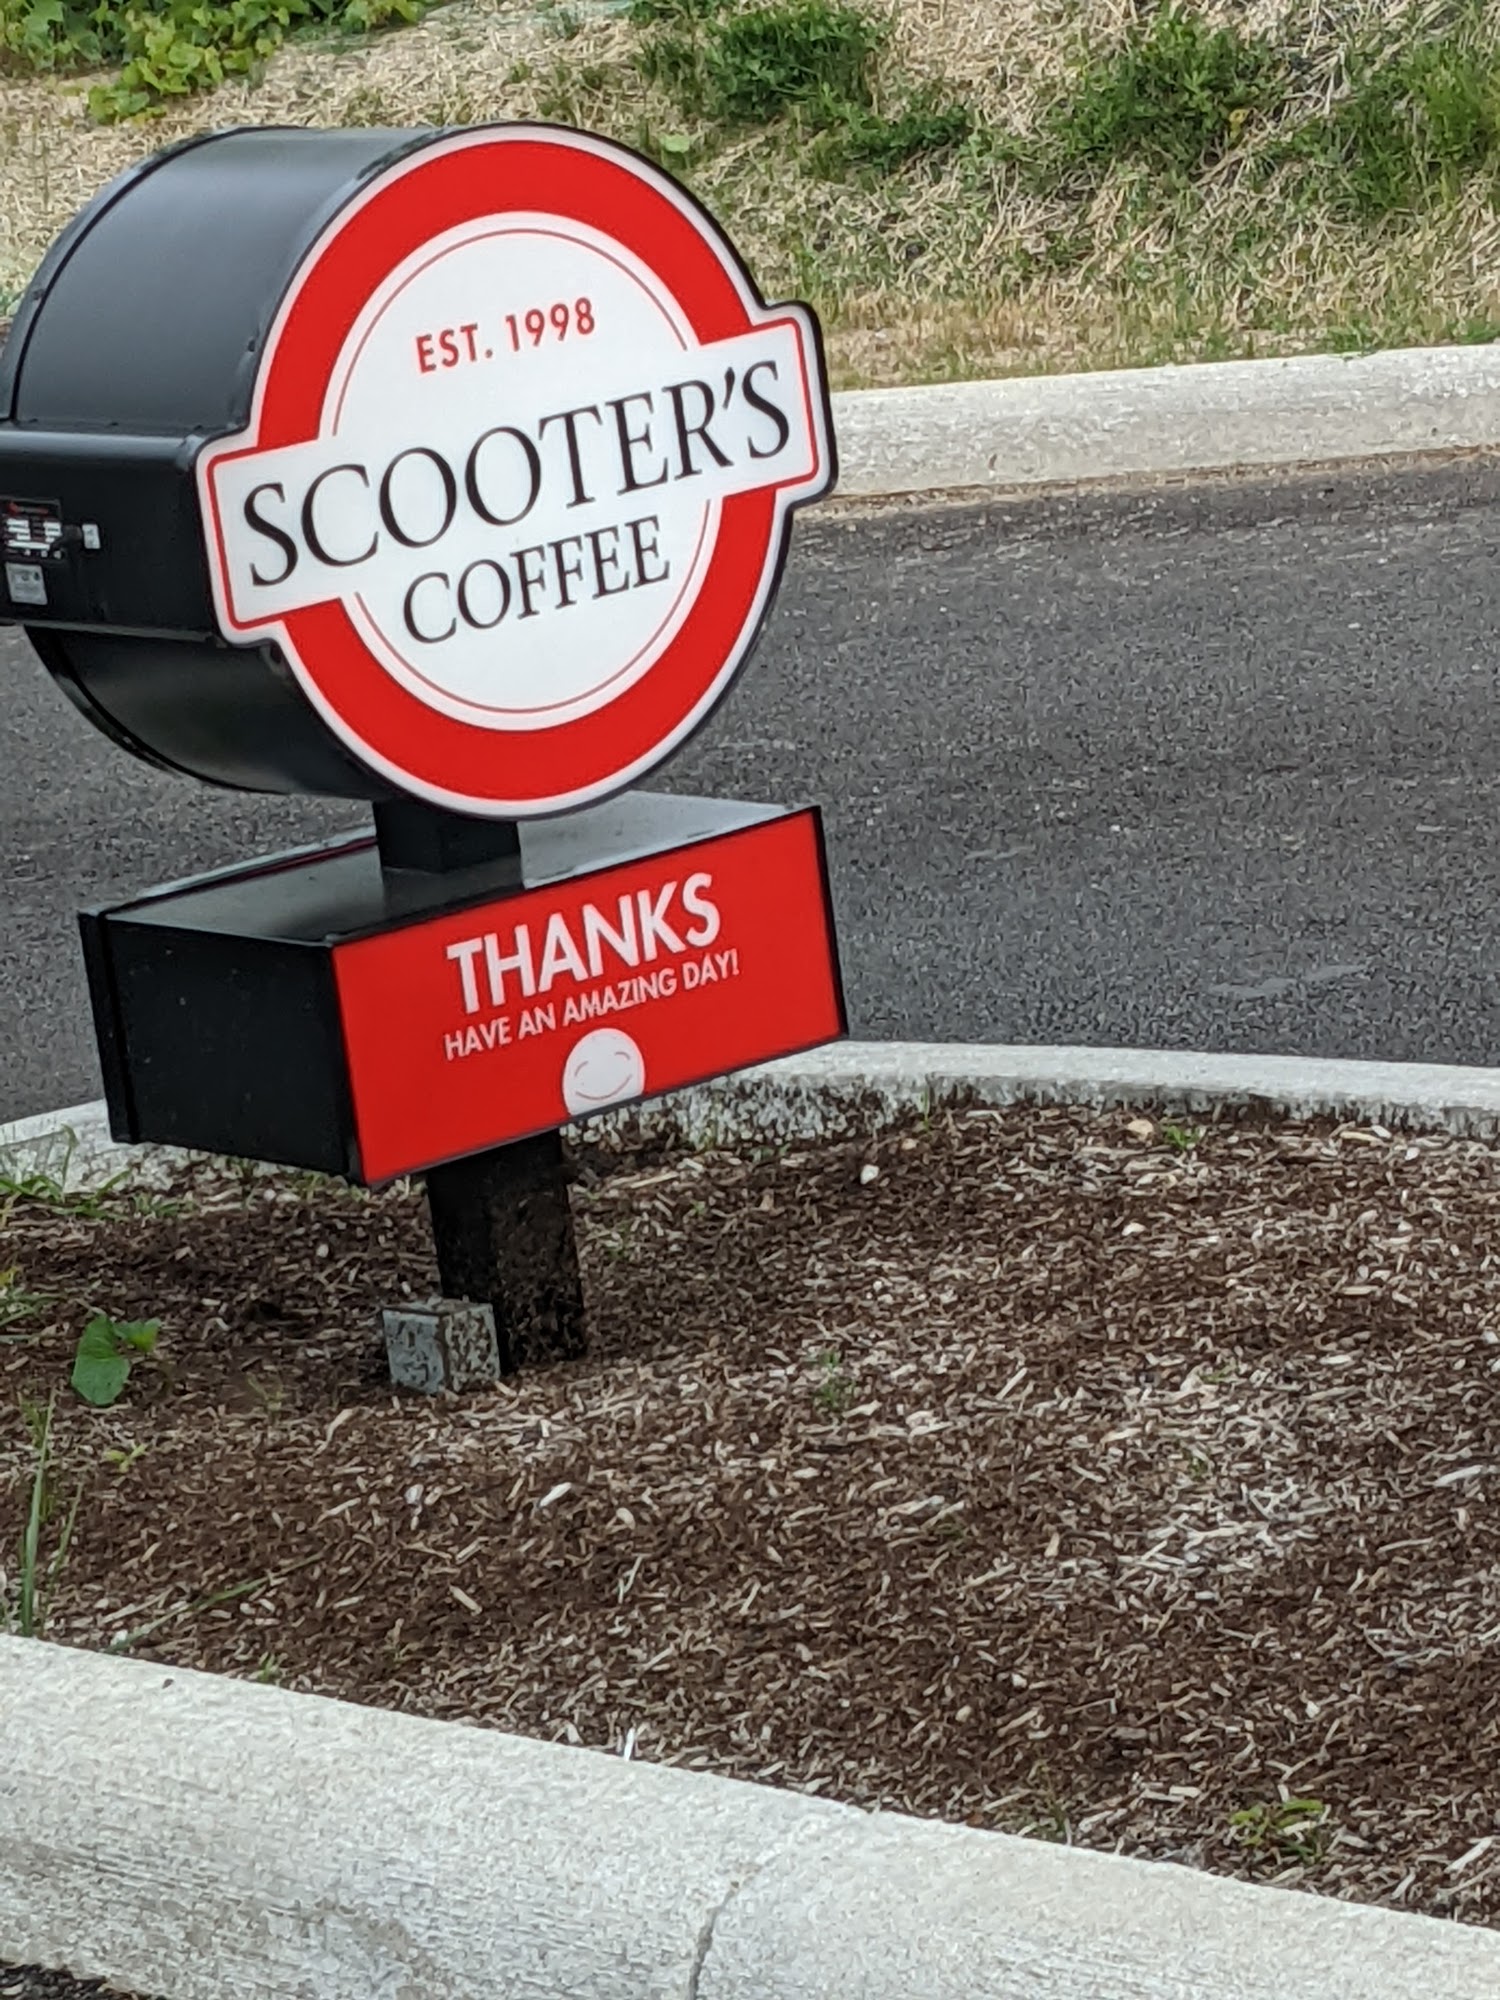 EST. 1998
SCOOTER'S
COFFEE
THANKS
HAVE AN AMAZING DAY!